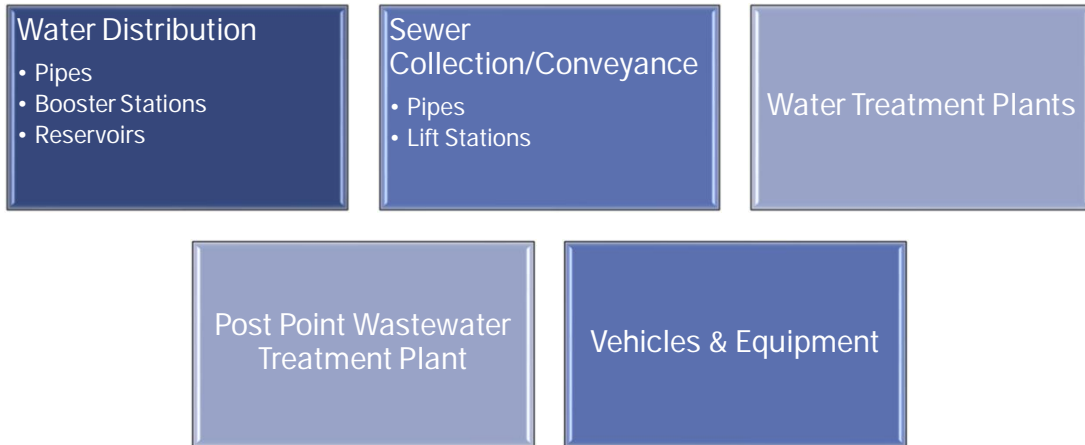 Water Distribution
• Pipes
• Booster Stations
• Reservoirs
Sewer
Collection/Conveyance
• Pipes
• Lift Stations
Water Treatment Plants
Post Point Wastewater
Treatment Plant
Vehicles & Equipment